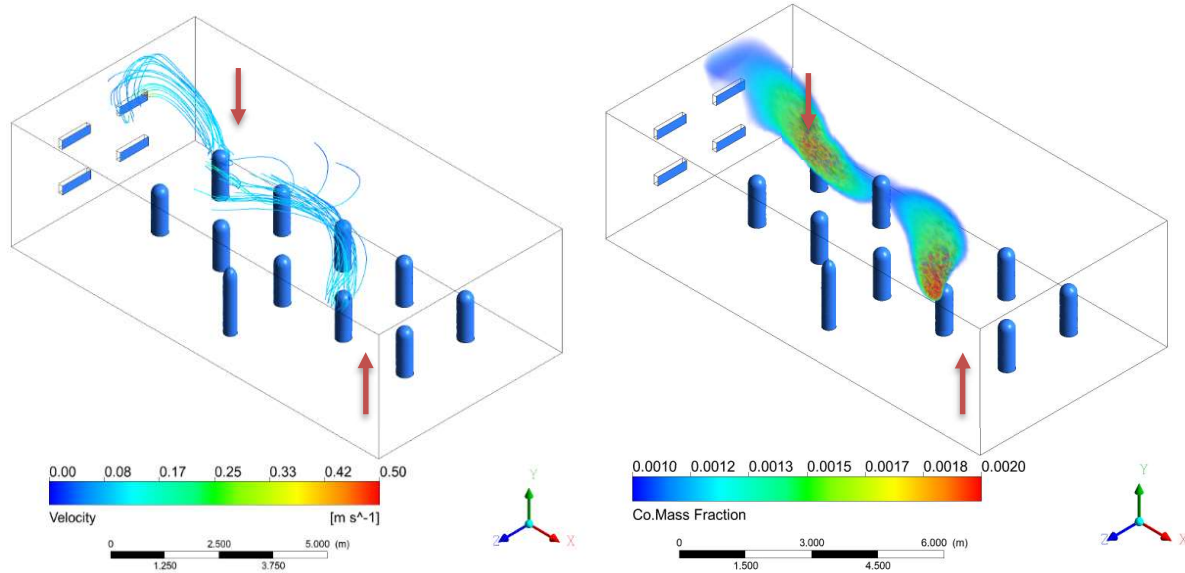 0.00 0.08 0.17 0.25 0.33 0.42 0.50
Velocity [m s^-1]
0 2.500 5.000 (m)
1.250 3.750
Y
Z X
0.0010 0.0012 0.0013 0.0015 0.0017 0.0018 0.0020
Co.Mass Fraction
0 3.000 6.000 (m)
1.500 4.500
Y
Z X